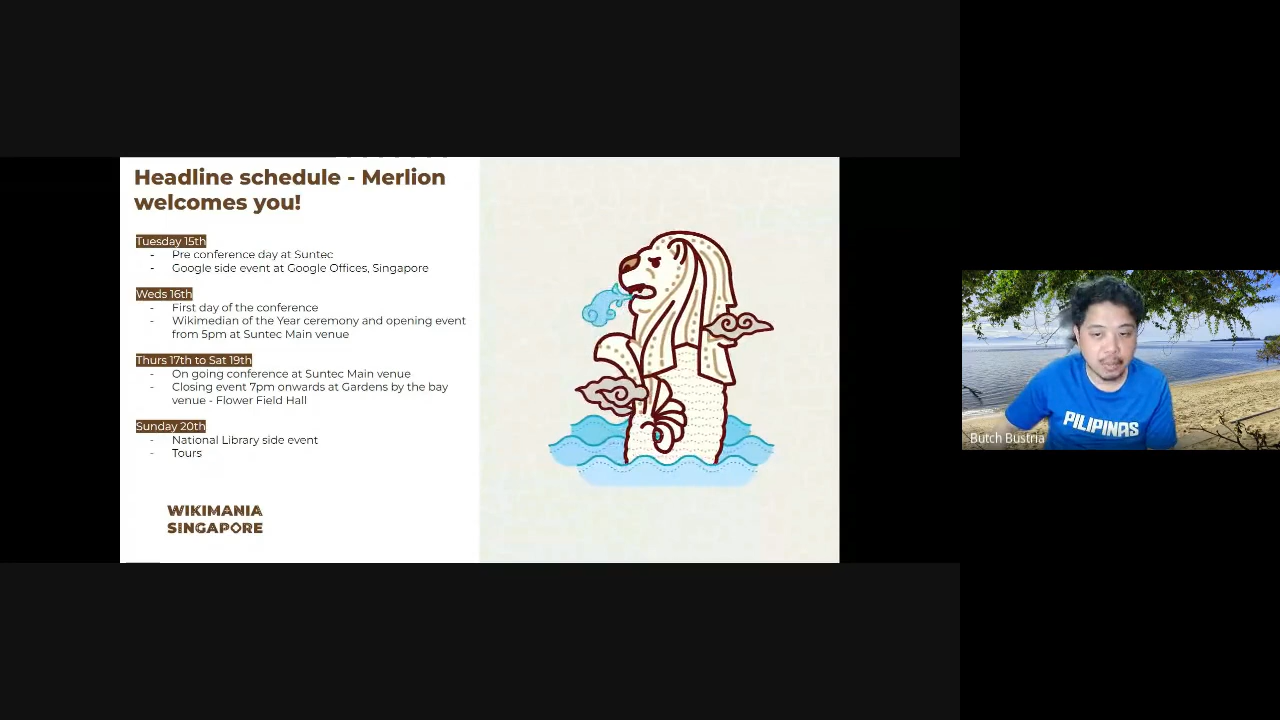 Headline schedule - Merlion
welcomes you!
Tuesday 15th
- Pre conference day at Suntec
- Google side event at Google Offices, Singapore
Weds 16th
- First day of the conference
- Wikimedian of the Year ceremony and opening event
from 5pm at Suntec Main venue
Thurs 17th to Sat 19th
- On going conference at Suntec Main venue
- Closing event 7pm onwards at Gardens by the bay
venue - Flower Field Hall
Sunday 20th
- National Library side event
- Tours
WIKIMANIA
SINGAPORE
PILIPINAS
Butch Bustria